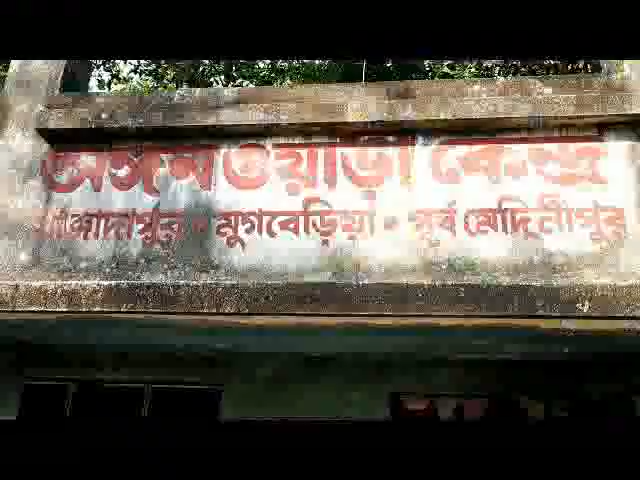 অঙ্গনওয়াড়ী কেন্দ্র
মুগবেড়িয়া - পূর্ব মেদিনীপুর